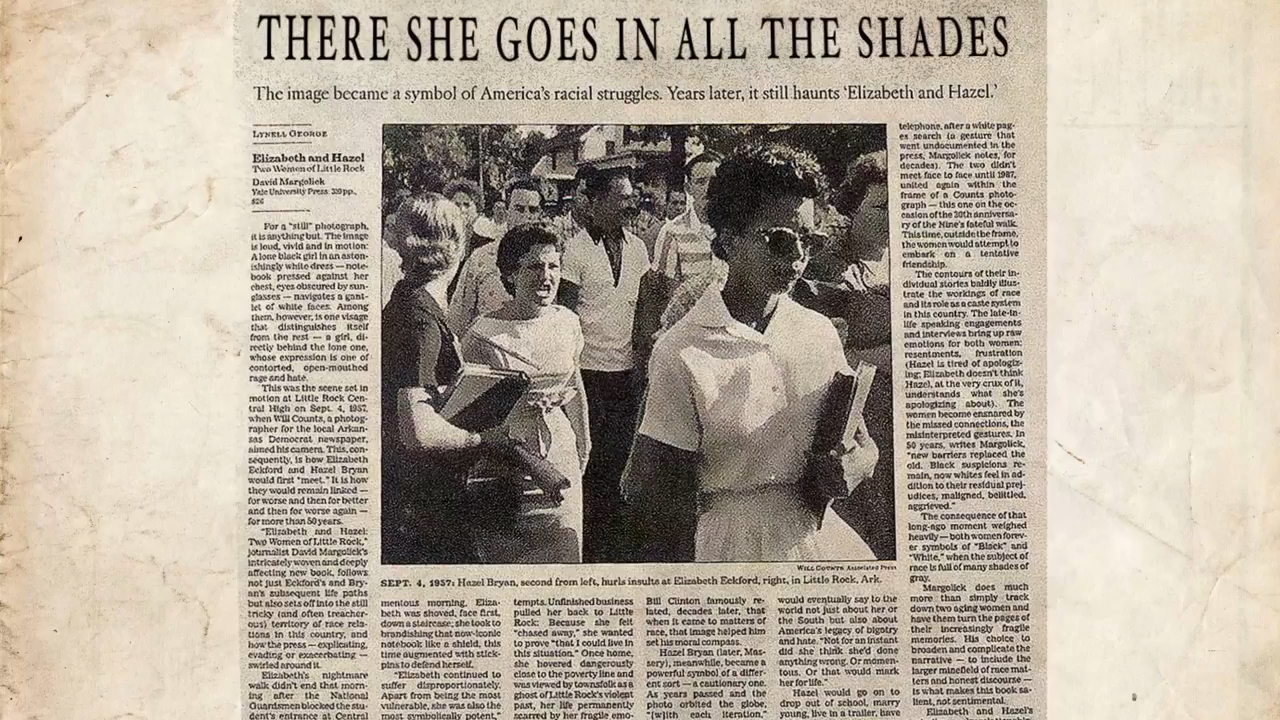 THERE SHE GOES IN ALL THE SHADES
The image became a symbol of America's racial struggles. Years later, it still haunts 'Elizabeth and Hazel.'
LYNELL GEORGE
Elizabeth and Hazel
Two Women of Little Rock
David Margolick
Yale University Press: 320 pp.,
$26
For a "still" photograph,
it is anything but. The image
is loud, vivid and in motion:
A lone black girl in an aston-
ishingly white dress — note-
book pressed against her
chest, eyes obscured by sun-
glasses — navigates a gant-
let of white faces. Among
them, however, is one visage
that distinguishes itself
from the rest — a girl, di-
rectly behind the lone one,
whose expression is one of
contorted, open-mouthed
rage and hate.
This was the scene set in
motion at Little Rock Cen-
tral High on Sept. 4, 1957,
when Will Counts, a photog-
rapher for the local Arkan-
sas Democrat newspaper,
aimed his camera. This, con-
sequently, is how Elizabeth
Eckford and Hazel Bryan
would first "meet." It is how
they would remain linked —
for worse and then for better
and then for worse again —
for more than 50 years.
"Elizabeth and Hazel:
Two Women of Little Rock,"
journalist David Margolick's
intricately woven and deeply
affecting new book, follows
not just Eckford's and Bry-
an's subsequent life paths
but also sets off into the still
tricky (and often treacher-
ous) territory of race rela-
tions in this country, and
how the press — explicating,
evading or exacerbating —
swirled around it.
Elizabeth's nightmare
walk didn't end that morn-
ing after the National
Guardsmen blocked the stu-
dent's entrance at Central
WILL COUNTS Associated Press
SEPT. 4, 1957: Hazel Bryan, second from left, hurls insults at Elizabeth Eckford, right, in Little Rock, Ark.
mentous morning, Eliza-
beth was shoved, face first,
down a staircase; she took to
brandishing that now-iconic
notebook like a shield, this
time augmented with stick-
pins to defend herself.
"Elizabeth continued to
suffer disproportionately.
Apart from being the most
vulnerable, she was also the
most symbolically potent,"
tempts. Unfinished business
pulled her back to Little
Rock: Because she felt
"chased away," she wanted
to prove "that I could live in
this situation." Once home,
she hovered dangerously
close to the poverty line and
was viewed by townsfolk as a
ghost of Little Rock's violent
past, her life permanently
scarred by her fragile emo-
Bill Clinton famously re-
lated, decades later, that
when it came to matters of
race, that image helped him
set his moral compass.
Hazel Bryan (later, Mas-
sery), meanwhile, became a
powerful symbol of a differ-
ent sort — a cautionary one.
As years passed and the
photo orbited the globe,
"[w]ith each iteration,"
would eventually say to the
world not just about her or
the South but also about
America's legacy of bigotry
and hate. "Not for an instant
did she think she'd done
anything wrong. Or momen-
tous. Or that would mark
her for life."
Hazel would go on to
drop out of school, marry
young, live in a trailer, have
telephone, after a white pag-
es search (a gesture that
went undocumented in the
press, Margolick notes, for
decades). The two didn't
meet face to face until 1997,
united again within the
frame of a Counts photo-
graph — this one on the oc-
casion of the 30th anniversa-
ry of the Nine's fateful walk.
This time, outside the frame,
the women would attempt to
embark on a tentative
friendship.
The contours of their in-
dividual stories baldly illus-
trate the workings of race
and its role as a caste system
in this country. The late-in-
life speaking engagements
and interviews bring up raw
emotions for both women:
resentments, frustration
(Hazel is tired of apologiz-
ing; Elizabeth doesn't think
Hazel, at the very crux of it,
understands what she's
apologizing about). The
women become ensnared by
the missed connections, the
misinterpreted gestures. In
50 years, writes Margolick,
"new barriers replaced the
old. Black suspicions re-
main, now whites feel in ad-
dition to their residual prej-
udices, maligned, belittled,
aggrieved."
The consequence of that
long-ago moment weighed
heavily — both women forev-
er symbols of "Black" and
"White," when the subject of
race is full of many shades of
gray.
Margolick does much
more than simply track
down two aging women and
have them turn the pages of
their increasingly fragile
memories. His choice to
broaden and complicate the
narrative — to include the
larger minefield of race mat-
ters and honest discourse —
is what makes this book sa-
lient, not sentimental.
Elizabeth and Hazel's